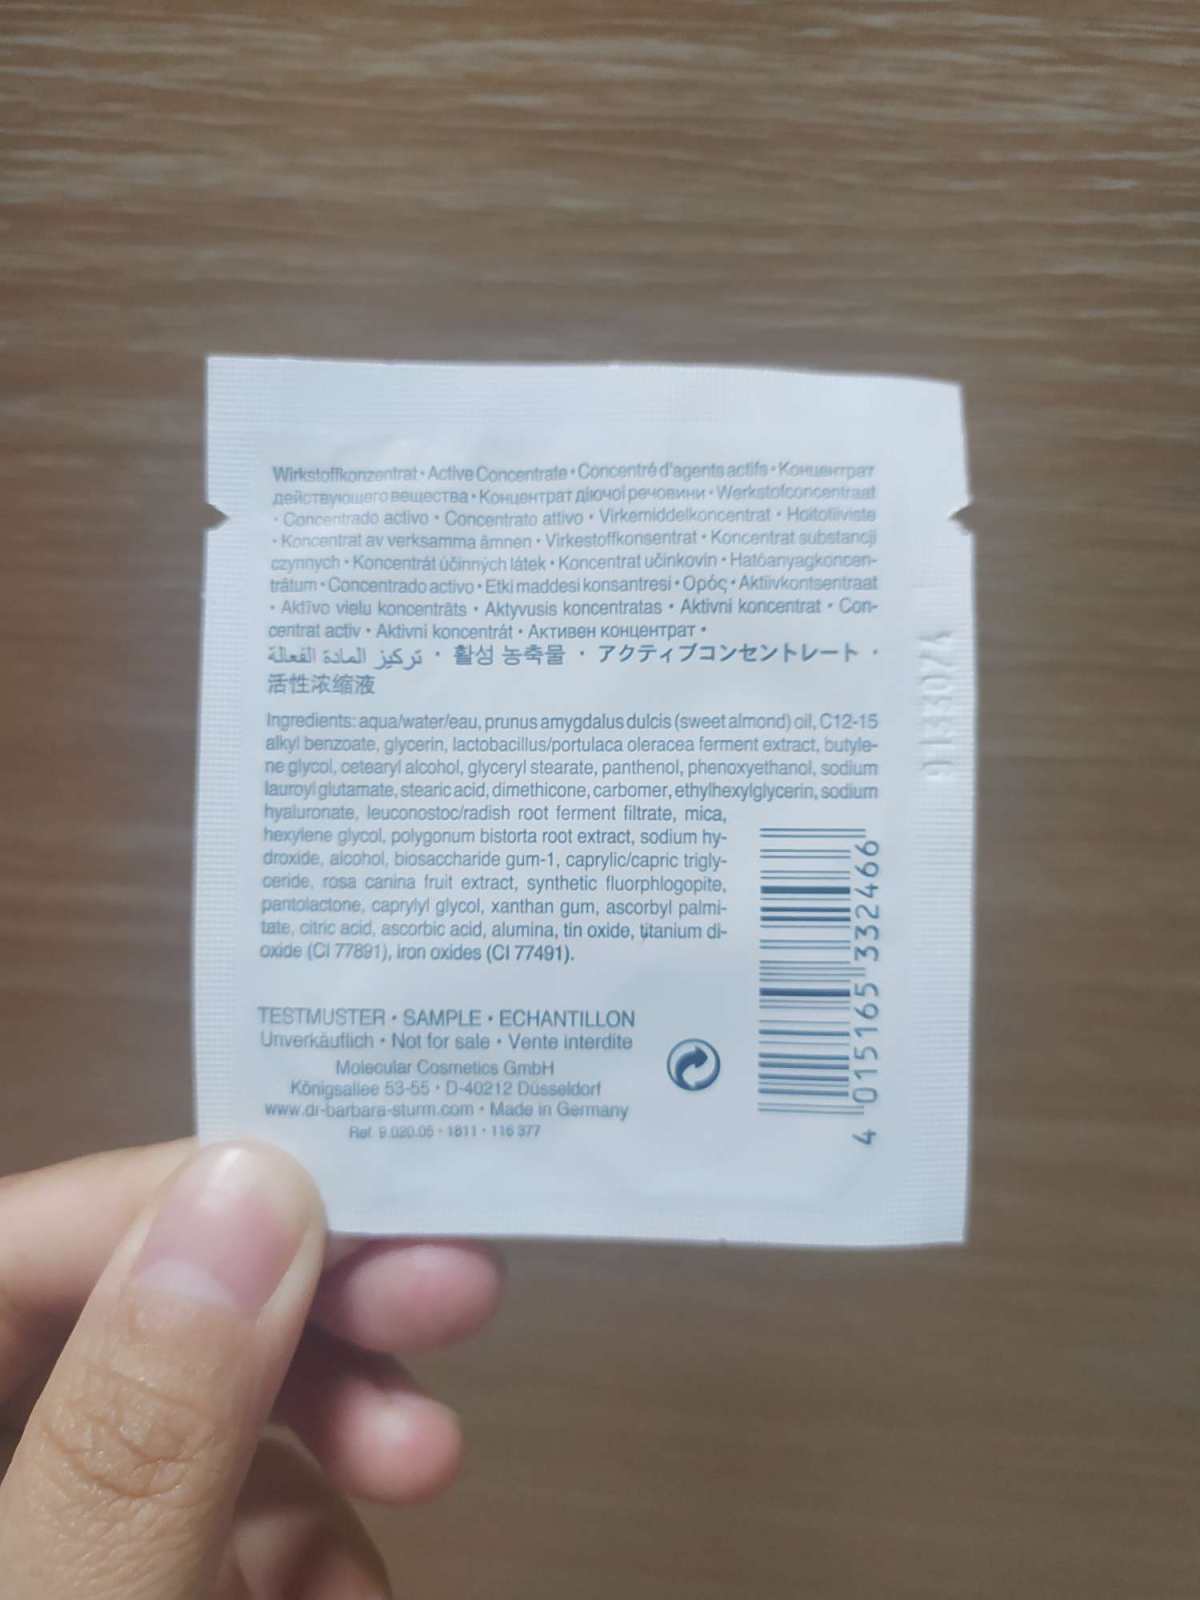 Wirkstoffkonzentrat • Active Concentrate • Concentré d'agents actifs • Концентрат
действующего вещества • Концентрат діючої речовини • Werkstofconcentraat
• Concentrado activo • Concentrato attivo • Virkemiddelkoncentrat • Hoitotiiviste
• Koncentrat av verksamma ämnen • Virkestoffkonsentrat • Koncentrat substancji
czynnych • Koncentrát účinných látek • Koncentrat učinkovin • Hatóanyagkoncen-
trátum • Concentrado activo • Etki maddesi konsantresi • Ορός • Aktiivkontsentraat
• Aktīvo vielu koncentrāts • Aktyvusis koncentratas • Aktivni koncentrat • Con-
centrat activ • Aktivní koncentrát • Активен концентрат •
تركيز المادة الفعالة • 활성 농축물 • アクティブコンセントレート •
活性浓缩液
Ingredients: aqua/water/eau, prunus amygdalus dulcis (sweet almond) oil, C12-15
alkyl benzoate, glycerin, lactobacillus/portulaca oleracea ferment extract, butyle-
ne glycol, cetearyl alcohol, glyceryl stearate, panthenol, phenoxyethanol, sodium
lauroyl glutamate, stearic acid, dimethicone, carbomer, ethylhexylglycerin, sodium
hyaluronate, leuconostoc/radish root ferment filtrate, mica,
hexylene glycol, polygonum bistorta root extract, sodium hy-
droxide, alcohol, biosaccharide gum-1, caprylic/capric trigly-
ceride, rosa canina fruit extract, synthetic fluorphlogopite,
pantolactone, caprylyl glycol, xanthan gum, ascorbyl palmi-
tate, citric acid, ascorbic acid, alumina, tin oxide, titanium di-
oxide (CI 77891), iron oxides (CI 77491).
TESTMUSTER • SAMPLE • ECHANTILLON
Unverkäuflich • Not for sale • Vente interdite
Molecular Cosmetics GmbH
Königsallee 53-55 • D-40212 Düsseldorf
www.dr-barbara-sturm.com • Made in Germany
Ref. 9.020.05 • 1811 • 116 377
4 015165 332466